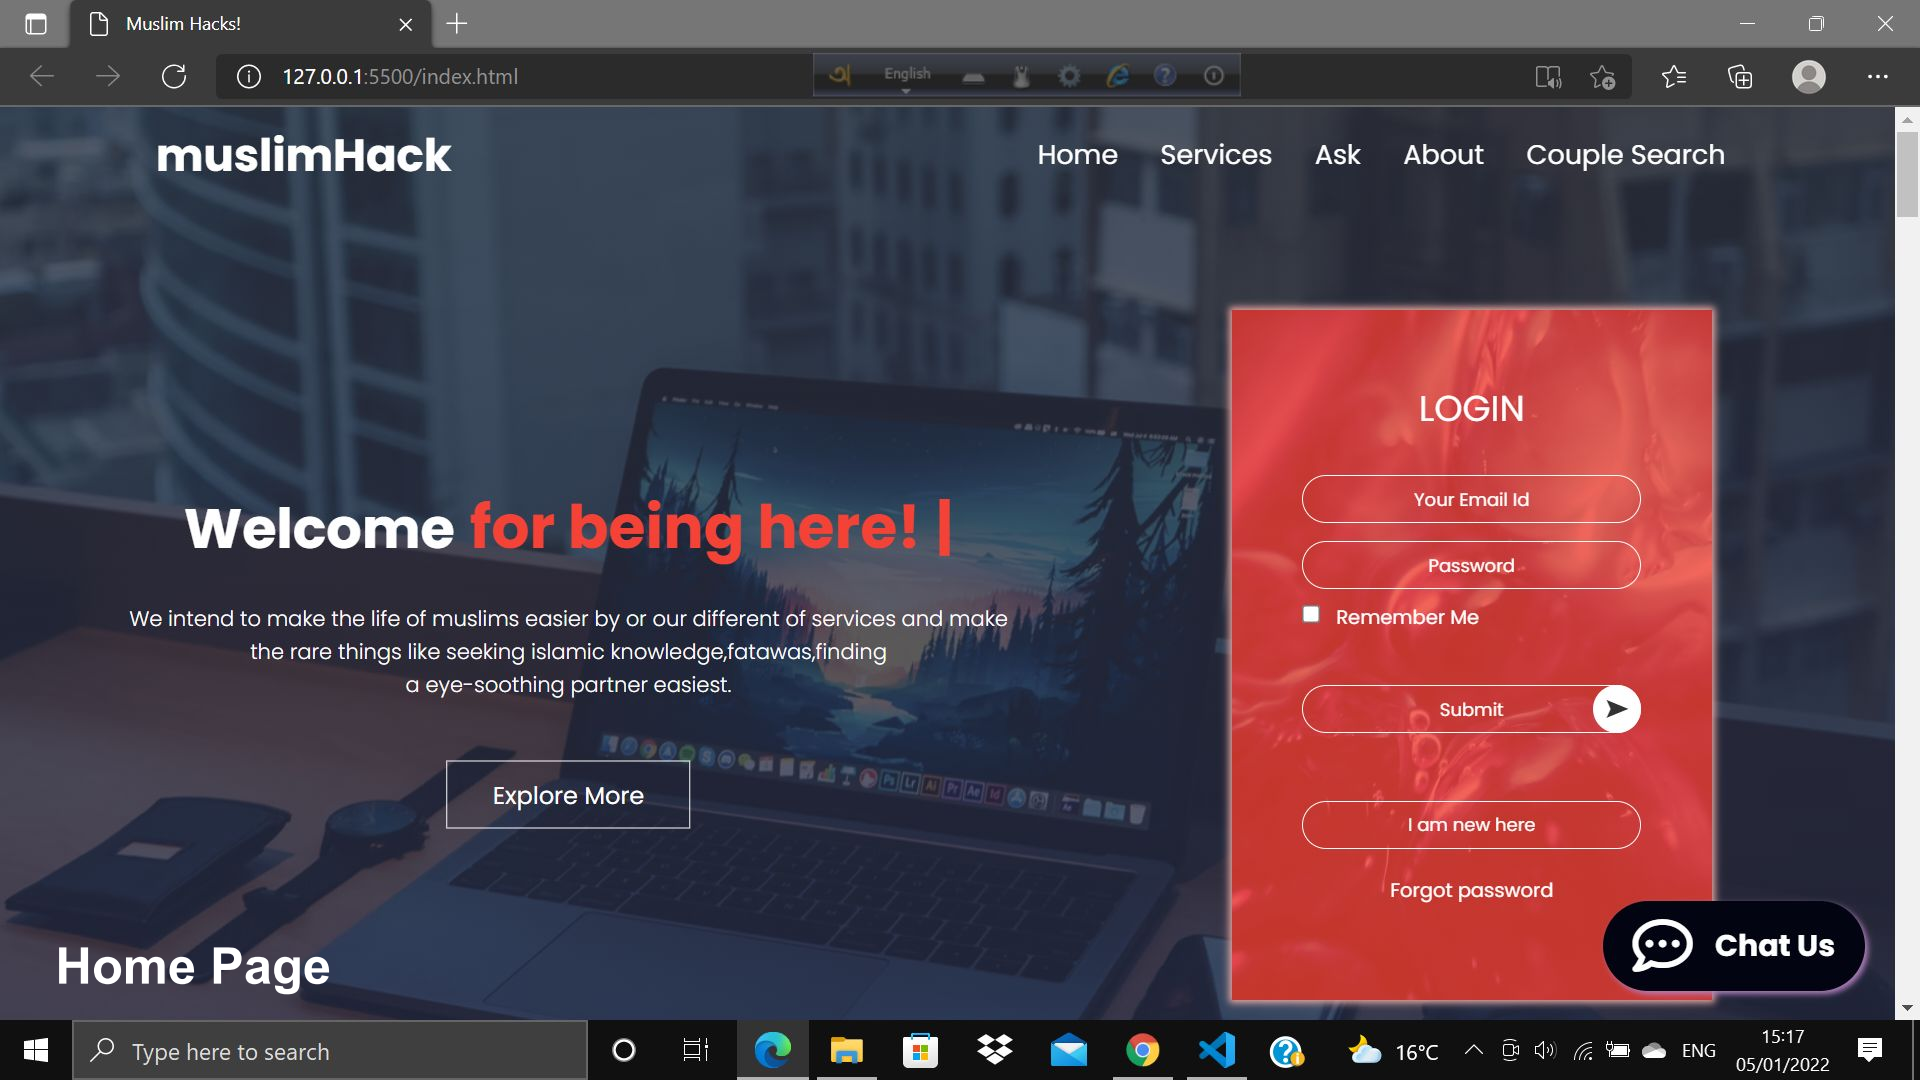 Muslim Hacks!
127.0.0.1:5500/index.html
English
muslimHack
Home Services Ask About Couple Search
LOGIN
Your Email Id
Welcome for being here! |
Password
We intend to make the life of muslims easier by or our different of services and make
the rare things like seeking islamic knowledge,fatawas,finding
a eye-soothing partner easiest.
Remember Me
Submit
Explore More
I am new here
Forgot password
Home Page
Chat Us
Type here to search
16°C
ENG
15:17
05/01/2022